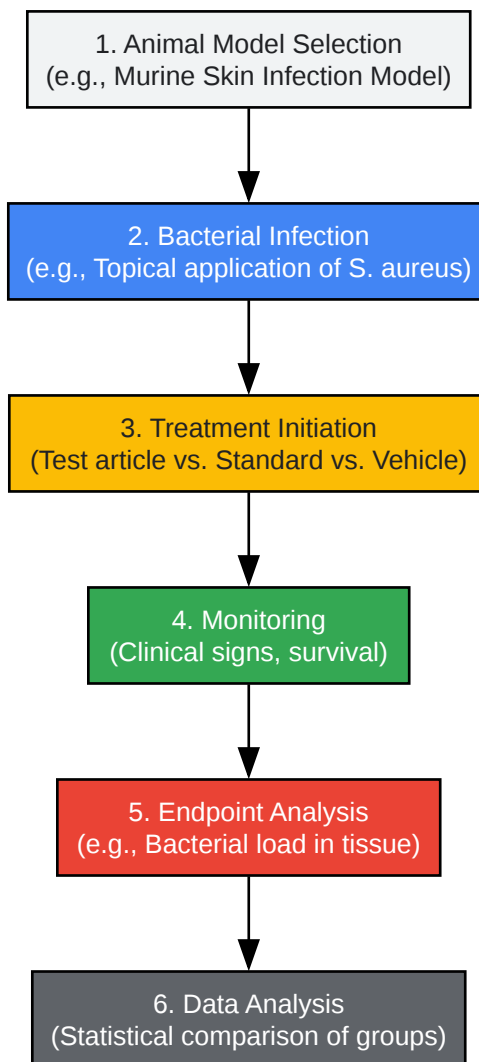 1. Animal Model Selection
(e.g., Murine Skin Infection Model)
2. Bacterial Infection
(e.g., Topical application of S. aureus)
3. Treatment Initiation
(Test article vs. Standard vs. Vehicle)
4. Monitoring
(Clinical signs, survival)
5. Endpoint Analysis
(e.g., Bacterial load in tissue)
6. Data Analysis
(Statistical comparison of groups)